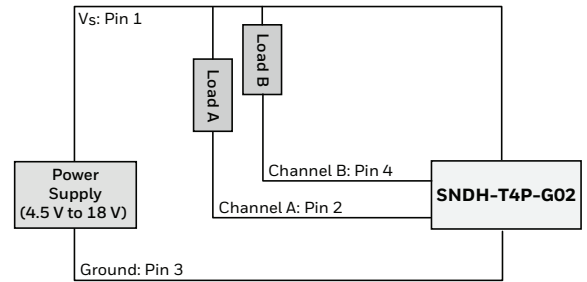 Vs: Pin 1
Load A
Load B
Channel B: Pin 4
Channel A: Pin 2
Power
Supply
(4.5 V to 18 V)
SNDH-T4P-G02
Ground: Pin 3